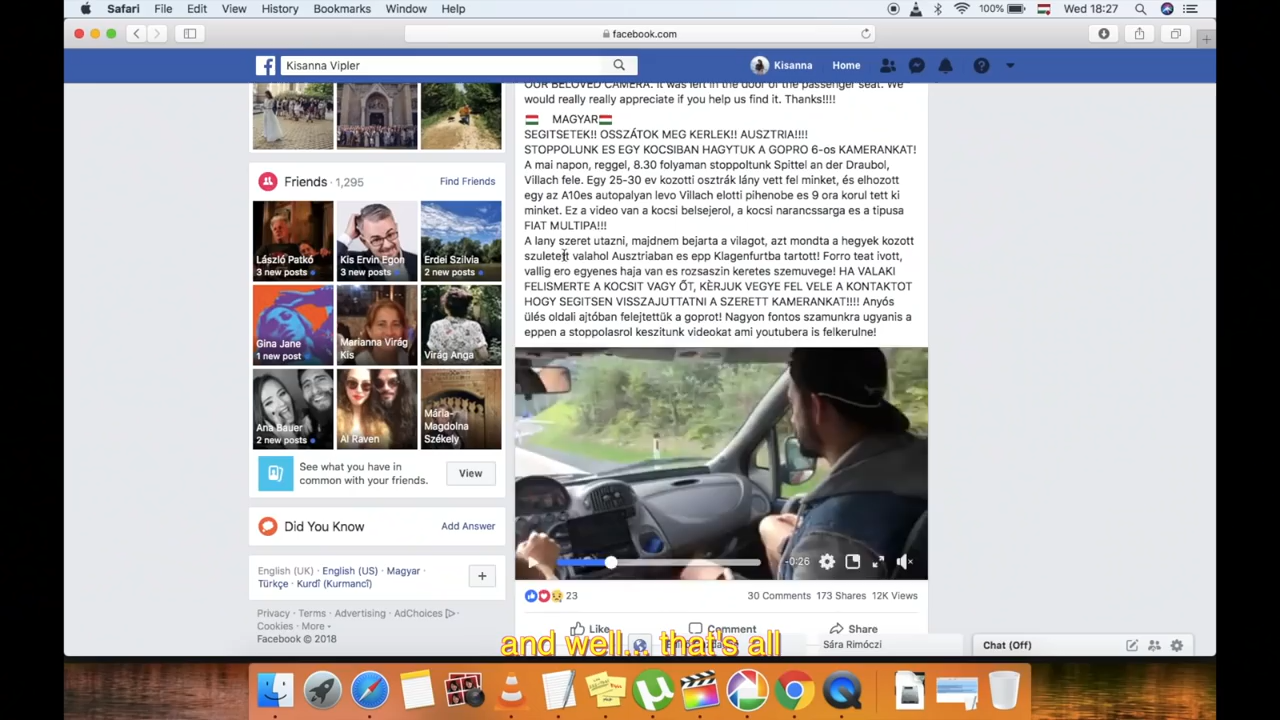 Safari File Edit View History Bookmarks Window Help
100% Wed 18:27
facebook.com
Kisanna Vipler
Kisanna Home
OUR BELOVED CAMERA. It was left in the door of the passenger seat. We
would really really appreciate if you help us find it. Thanks!!!!
MAGYAR
SEGITSETEK!! OSSZÁTOK MEG KERLEK!! AUSZTRIA!!!!
STOPPOLUNK ES EGY KOCSIBAN HAGYTUK A GOPRO 6-os KAMERANKAT!
A mai napon, reggel, 8.30 folyaman stoppoltunk Spittel an der Draubol,
Villach fele. Egy 25-30 ev kozotti osztrák lány vett fel minket, és elhozott
egy az A10es autopalyan levo Villach elotti pihenobe es 9 ora korul tett ki
minket. Ez a video van a kocsi belsejerol, a kocsi narancssarga es a tipusa
FIAT MULTIPA!!!
A lany szeret utazni, majdnem bejarta a vilagot, azt mondta a hegyek kozott
szuletett valahol Ausztriaban es epp Klagenfurtba tartott! Forro teat ivott,
vallig ero egyenes haja van es rozsaszin keretes szemuvege! HA VALAKI
FELISMERTE A KOCSIT VAGY ŐT, KÈRJUK VEGYE FEL VELE A KONTAKTOT
HOGY SEGITSEN VISSZAJUTTATNI A SZERETT KAMERANKAT!!!! Anyós
ülés oldali ajtóban felejtettük a goprot! Nagyon fontos szamunkra ugyanis a
eppen a stoppolasrol keszitunk videokat ami youtubera is felkerulne!
Friends · 1,295
Find Friends
László Patkó
3 new posts
Kis Ervin Egon
3 new posts
Erdei Szilvia
2 new posts
Gina Jane
1 new post
Marianna Virág
Kis
Virág Anga
Ana Bauer
2 new posts
Al Raven
Mária-
Magdolna
Székely
See what you have in
common with your friends.
View
Did You Know
Add Answer
English (UK) · English (US) · Magyar ·
Türkçe · Kurdî (Kurmancî)
Privacy · Terms · Advertising · AdChoices ·
Cookies · More
Facebook © 2018
-0:26
23
30 Comments 173 Shares 12K Views
Like Comment Share
Sára Rimóczi
Chat (Off)
and well... that's all